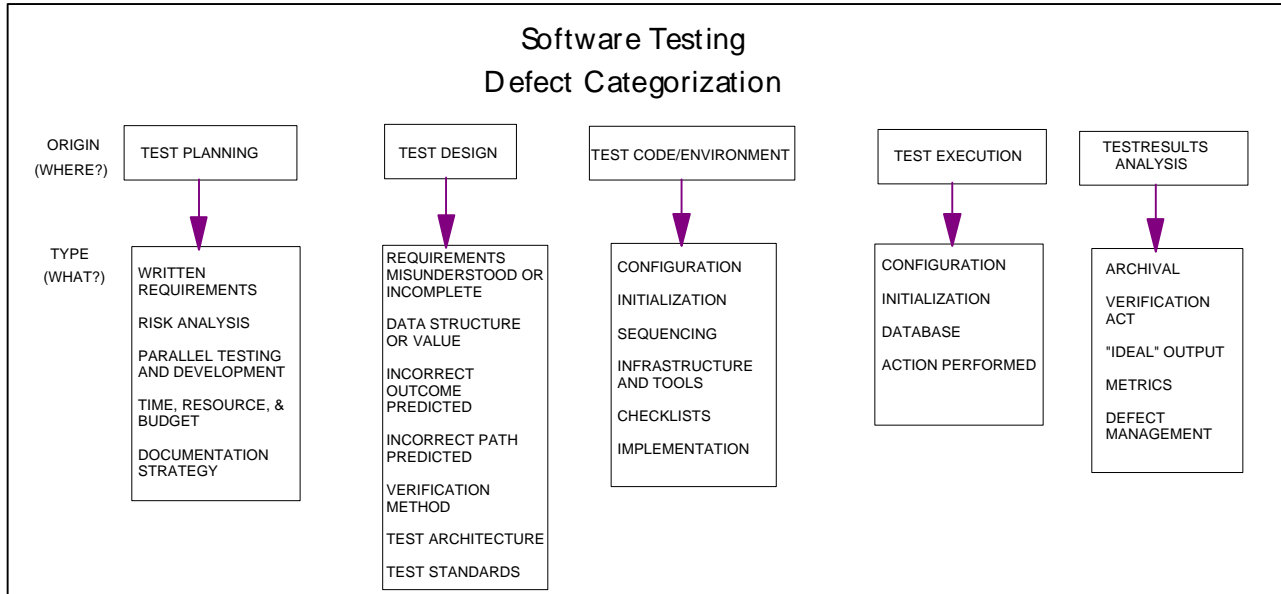 Software Testing
Defect Categorization
ORIGIN
(WHERE?)
TEST PLANNING
TEST DESIGN
TEST CODE/ENVIRONMENT
TEST EXECUTION
TESTRESULTS
ANALYSIS
TYPE
(WHAT?)
WRITTEN
REQUIREMENTS
RISK ANALYSIS
PARALLEL TESTING
AND DEVELOPMENT
TIME, RESOURCE, &
BUDGET
DOCUMENTATION
STRATEGY
REQUIREMENTS
MISUNDERSTOOD OR
INCOMPLETE
DATA STRUCTURE
OR VALUE
INCORRECT
OUTCOME
PREDICTED
INCORRECT PATH
PREDICTED
VERIFICATION
METHOD
TEST ARCHITECTURE
TEST STANDARDS
CONFIGURATION
INITIALIZATION
SEQUENCING
INFRASTRUCTURE
AND TOOLS
CHECKLISTS
IMPLEMENTATION
CONFIGURATION
INITIALIZATION
DATABASE
ACTION PERFORMED
ARCHIVAL
VERIFICATION
ACT
"IDEAL" OUTPUT
METRICS
DEFECT
MANAGEMENT